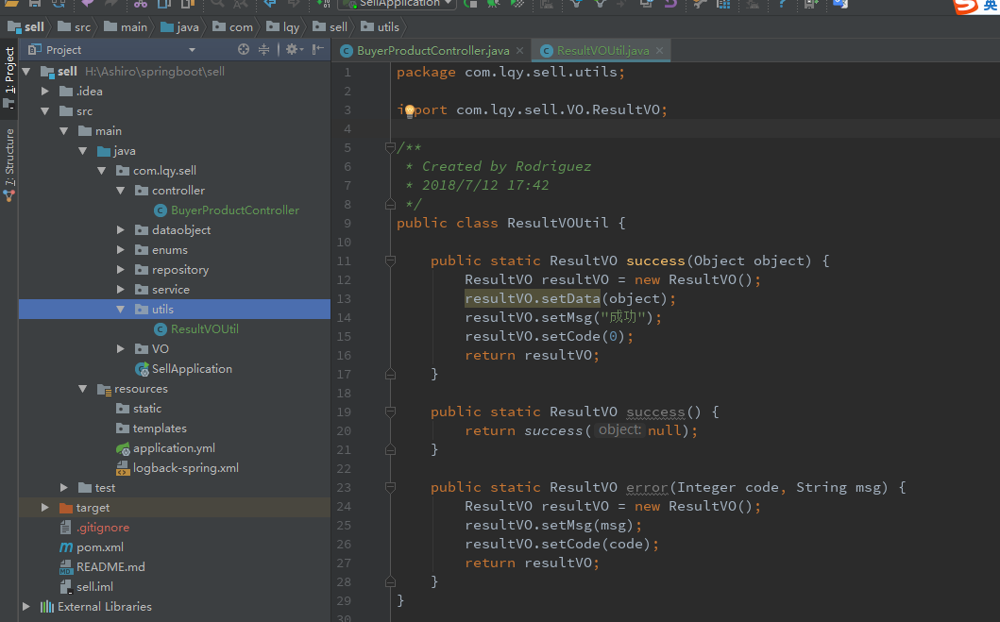 SellApplication
英
sell src main java com lqy sell utils
Project
BuyerProductController.java
ResultVOUtil.java
1: Project
7: Structure
sell H:\Ashiro\springboot\sell
.idea
src
main
java
com.lqy.sell
controller
BuyerProductController
dataobject
enums
repository
service
utils
ResultVOUtil
VO
SellApplication
resources
static
templates
application.yml
logback-spring.xml
test
target
.gitignore
pom.xml
README.md
sell.iml
External Libraries
1 package com.lqy.sell.utils;
2
3 import com.lqy.sell.VO.ResultVO;
4
5 /**
6 * Created by Rodriguez
7 * 2018/7/12 17:42
8 */
9 public class ResultVOUtil {
10
11 public static ResultVO success(Object object) {
12 ResultVO resultVO = new ResultVO();
13 resultVO.setData(object);
14 resultVO.setMsg("成功");
15 resultVO.setCode(0);
16 return resultVO;
17 }
18
19 public static ResultVO success() {
20 return success( object: null);
21 }
22
23 public static ResultVO error(Integer code, String msg) {
24 ResultVO resultVO = new ResultVO();
25 resultVO.setMsg(msg);
26 resultVO.setCode(code);
27 return resultVO;
28 }
29 }
30